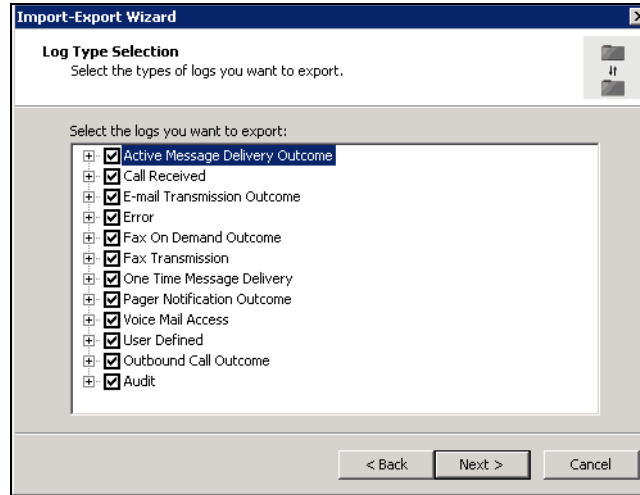 Import-Export Wizard
Log Type Selection
Select the types of logs you want to export.
Select the logs you want to export:
Active Message Delivery Outcome
Call Received
E-mail Transmission Outcome
Error
Fax On Demand Outcome
Fax Transmission
One Time Message Delivery
Pager Notification Outcome
Voice Mail Access
User Defined
Outbound Call Outcome
Audit
< Back Next > Cancel